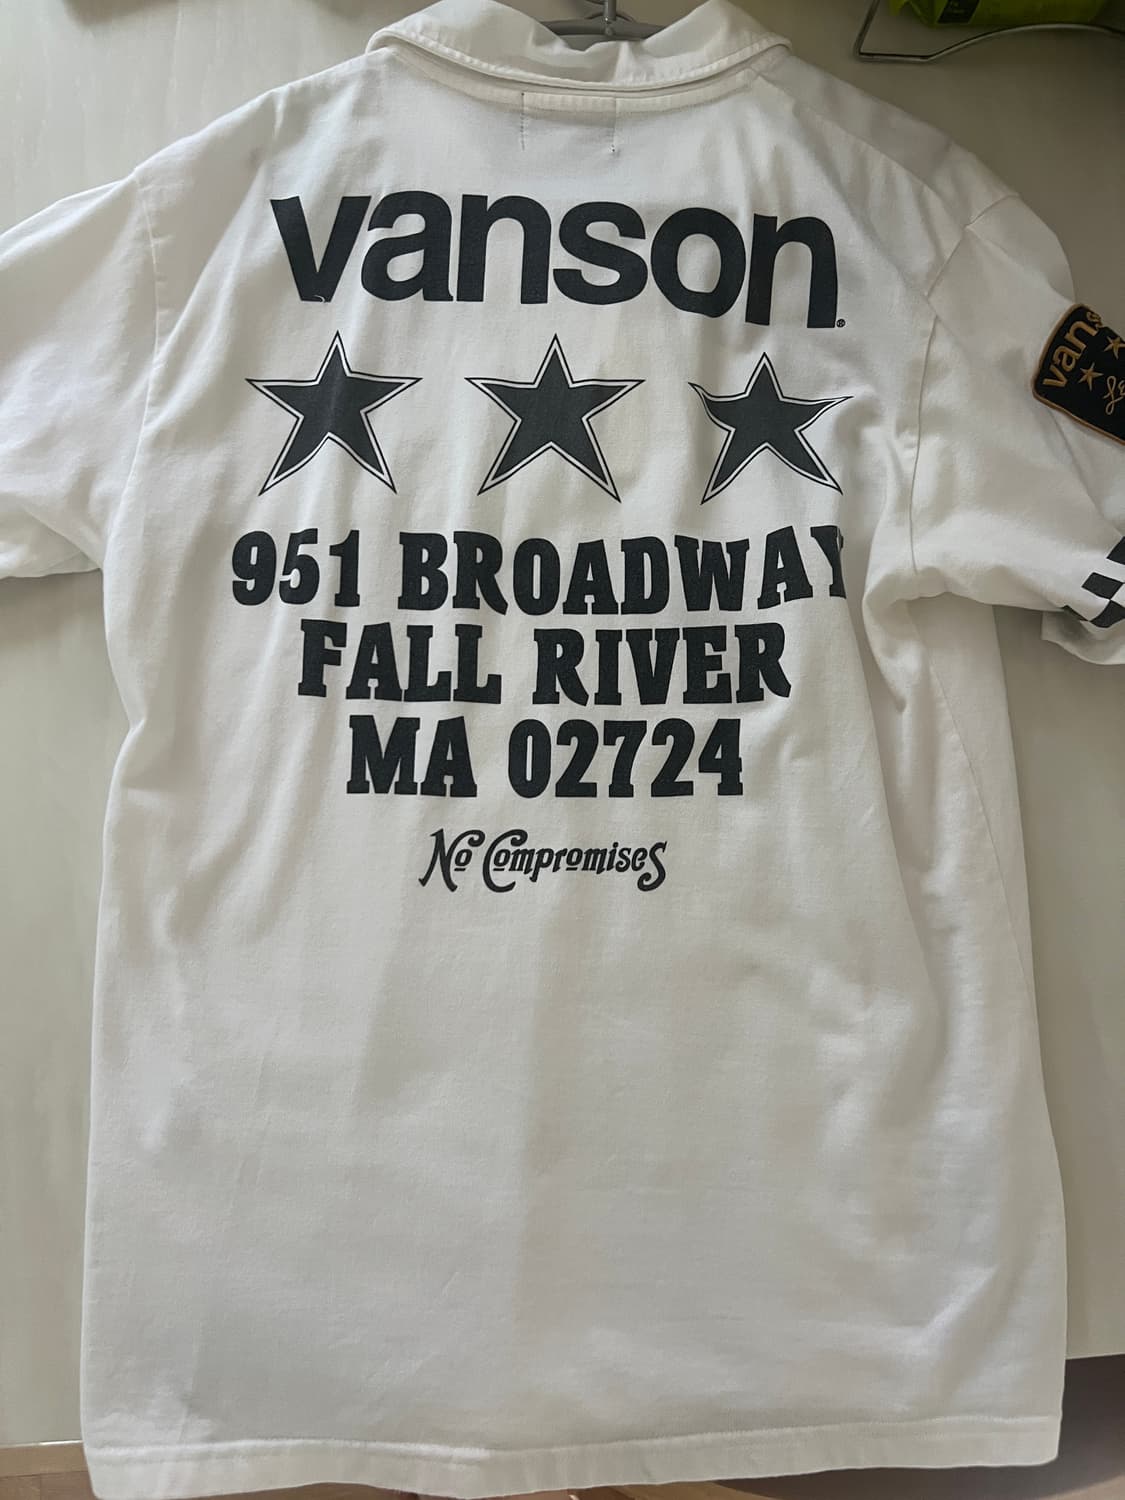 vanson®
951 BROADWAY
FALL RIVER
MA 02724
No Compromises